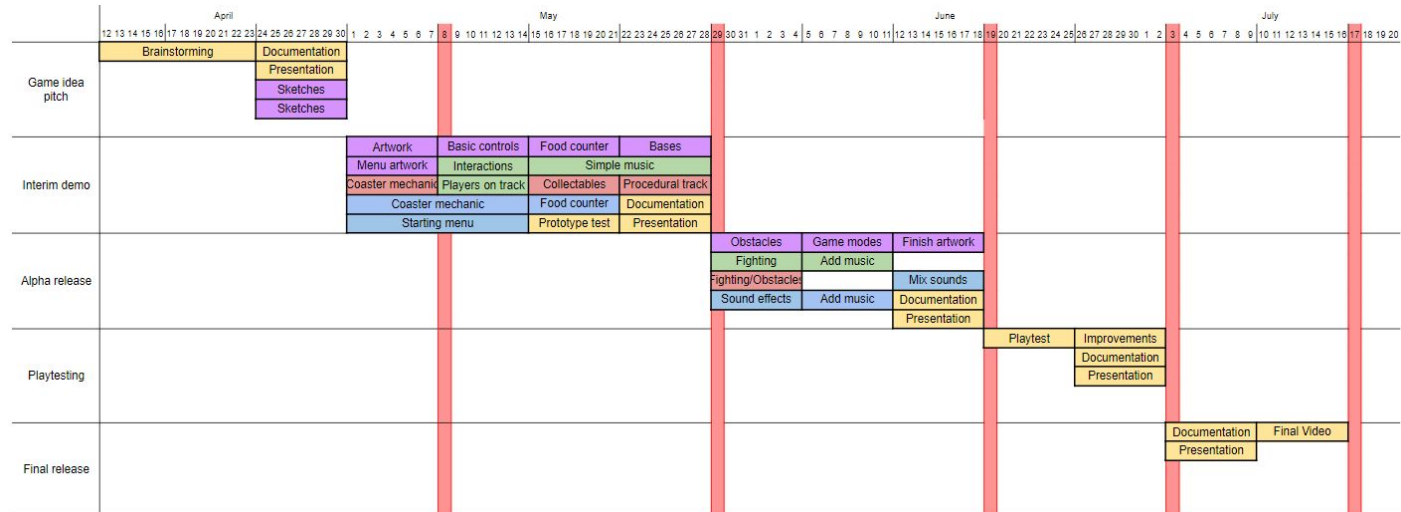 April May June July
12 13 14 15 16 17 18 19 20 21 22 23 24 25 26 27 28 29 30 1 2 3 4 5 6 7 8 9 10 11 12 13 14 15 16 17 18 19 20 21 22 23 24 25 26 27 28 29 30 31 1 2 3 4 5 6 7 8 9 10 11 12 13 14 15 16 17 18 19 20 21 22 23 24 25 26 27 28 29 30 1 2 3 4 5 6 7 8 9 10 11 12 13 14 15 16 17 18 19 20
Game idea
pitch
Brainstorming Documentation
Presentation
Sketches
Sketches
Interim demo
Artwork Basic controls Food counter Bases
Menu artwork Interactions Simple music
Coaster mechanic Players on track Collectables Procedural track
Coaster mechanic Food counter Documentation
Starting menu Prototype test Presentation
Alpha release
Obstacles Game modes Finish artwork
Fighting Add music
Fighting/Obstacles Mix sounds
Sound effects Add music Documentation
Presentation
Playtesting
Playtest Improvements
Documentation
Presentation
Final release
Documentation Final Video
Presentation